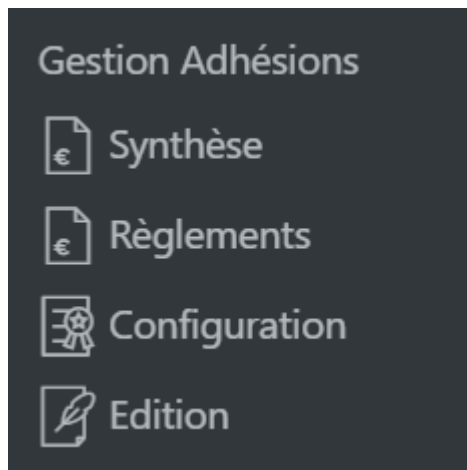 Gestion Adhésions
€ Synthèse
€ Règlements
Configuration
Edition